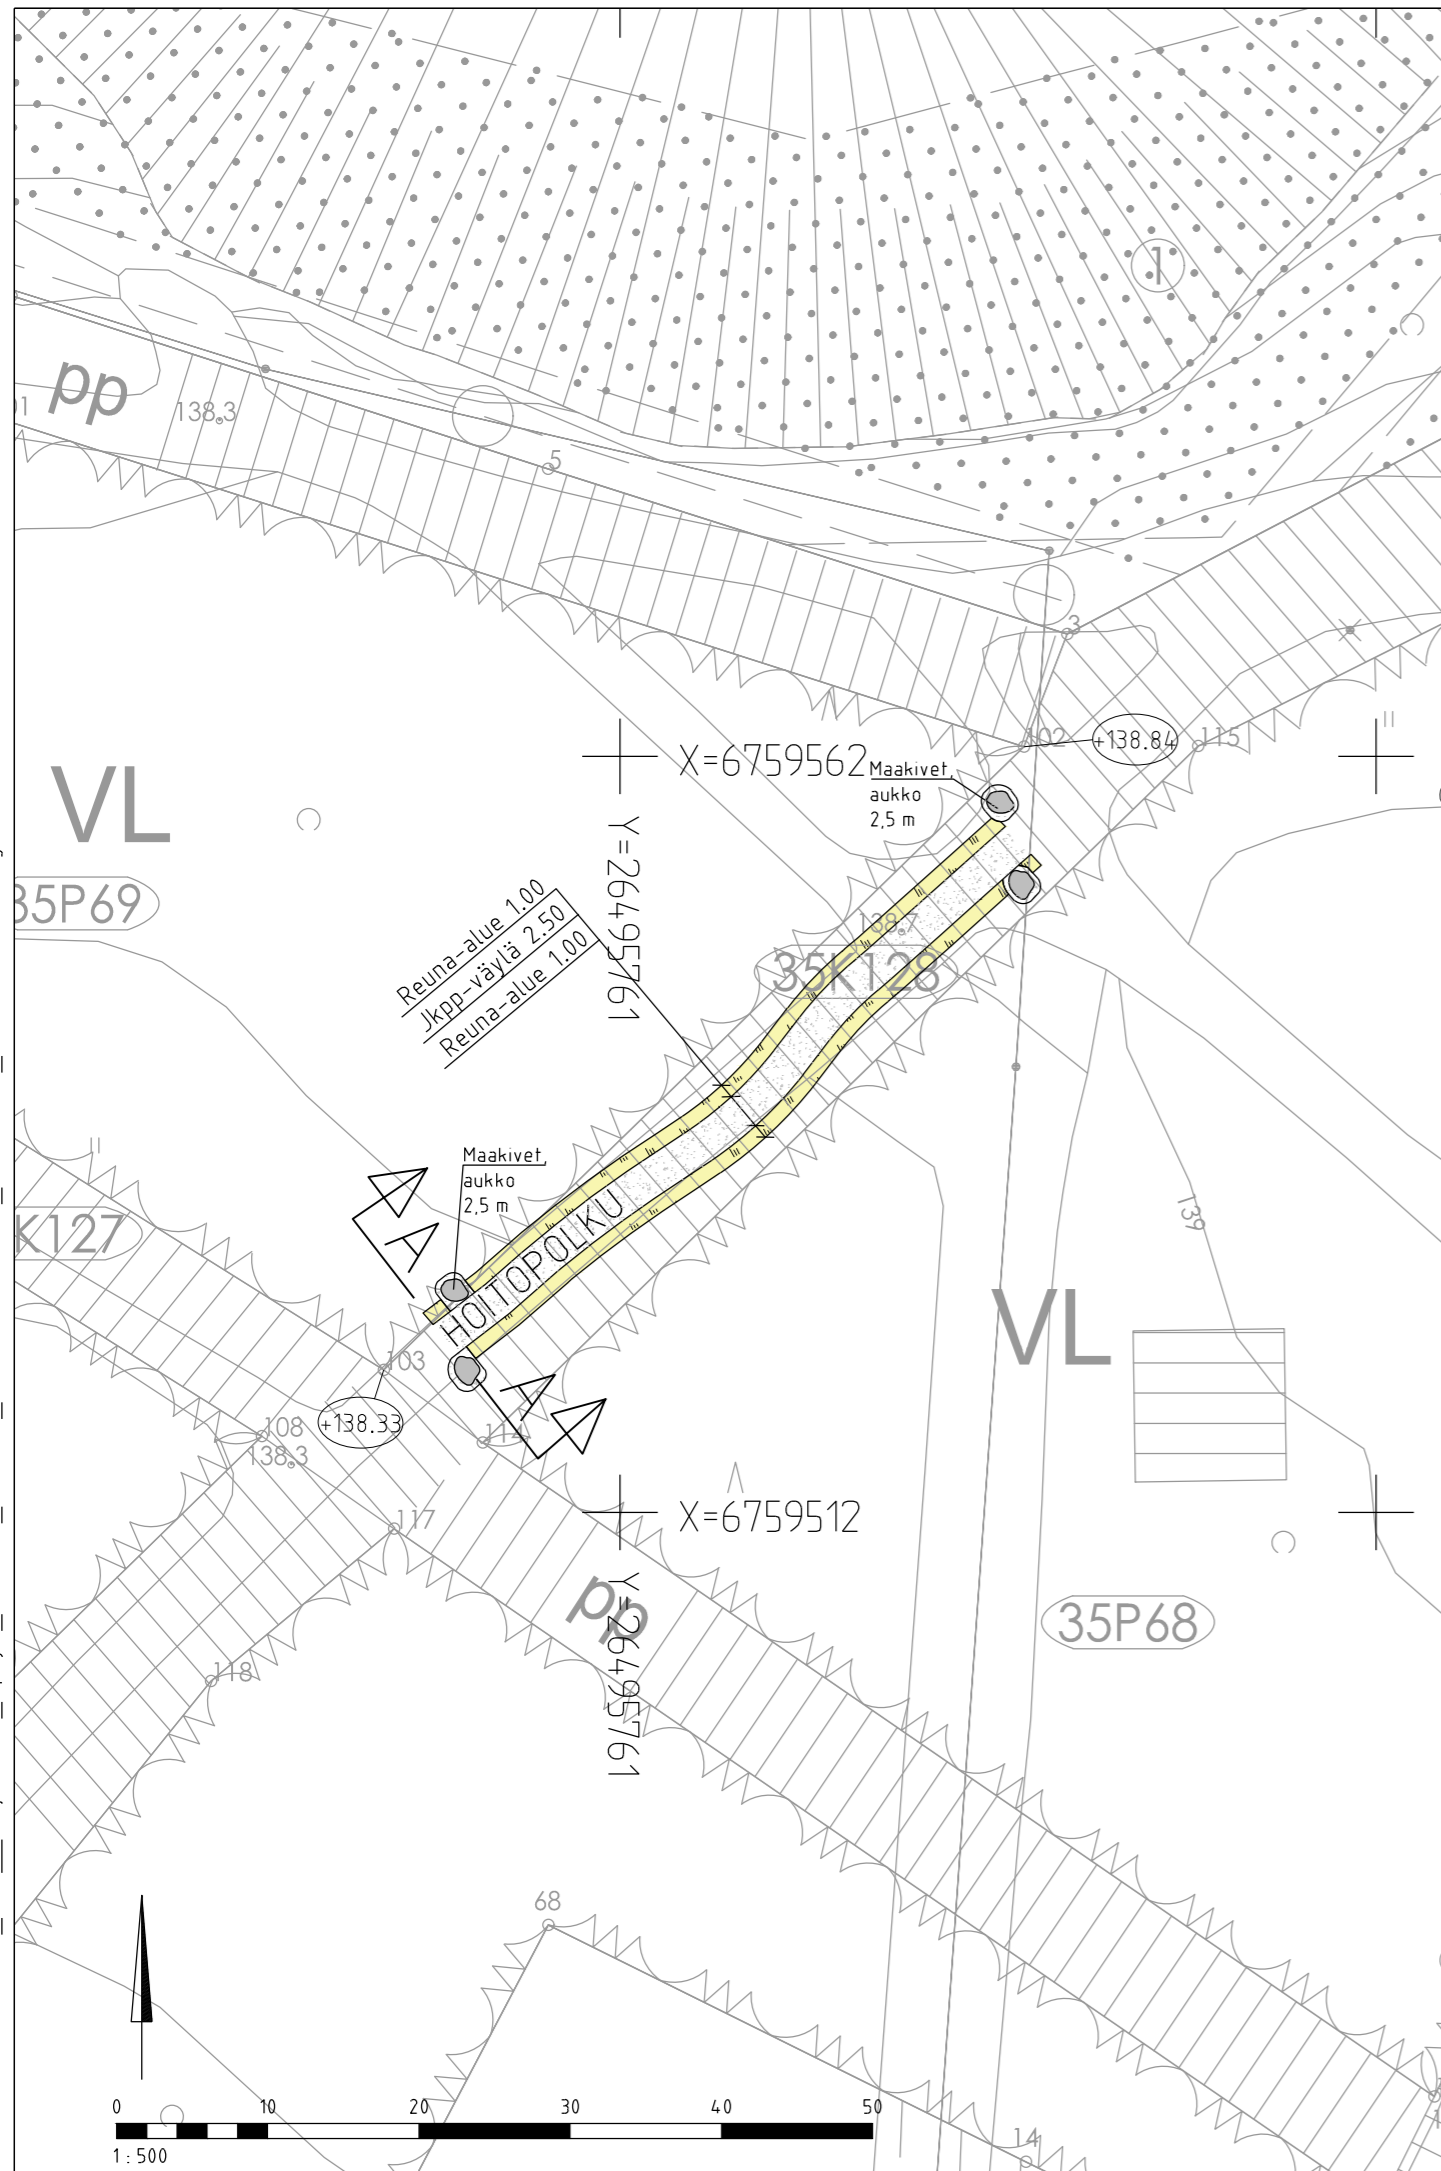 1
pp
138.3
5
3
102
+138.84
115
X=6759562
Maakivet,
aukko
2,5 m
VL
35P69
Y=26495761
Reuna-alue 1.00
Jkpp-väylä 2.50
Reuna-alue 1.00
138.7
35K128
Maakivet,
aukko
2,5 m
A
K127
139
HOITOPOLKU
VL
103
A
+138.33
108
138.3
114
117
X=6759512
pp
Y=26495761
35P68
118
68
0 10 20 30 40 50
1:500
14